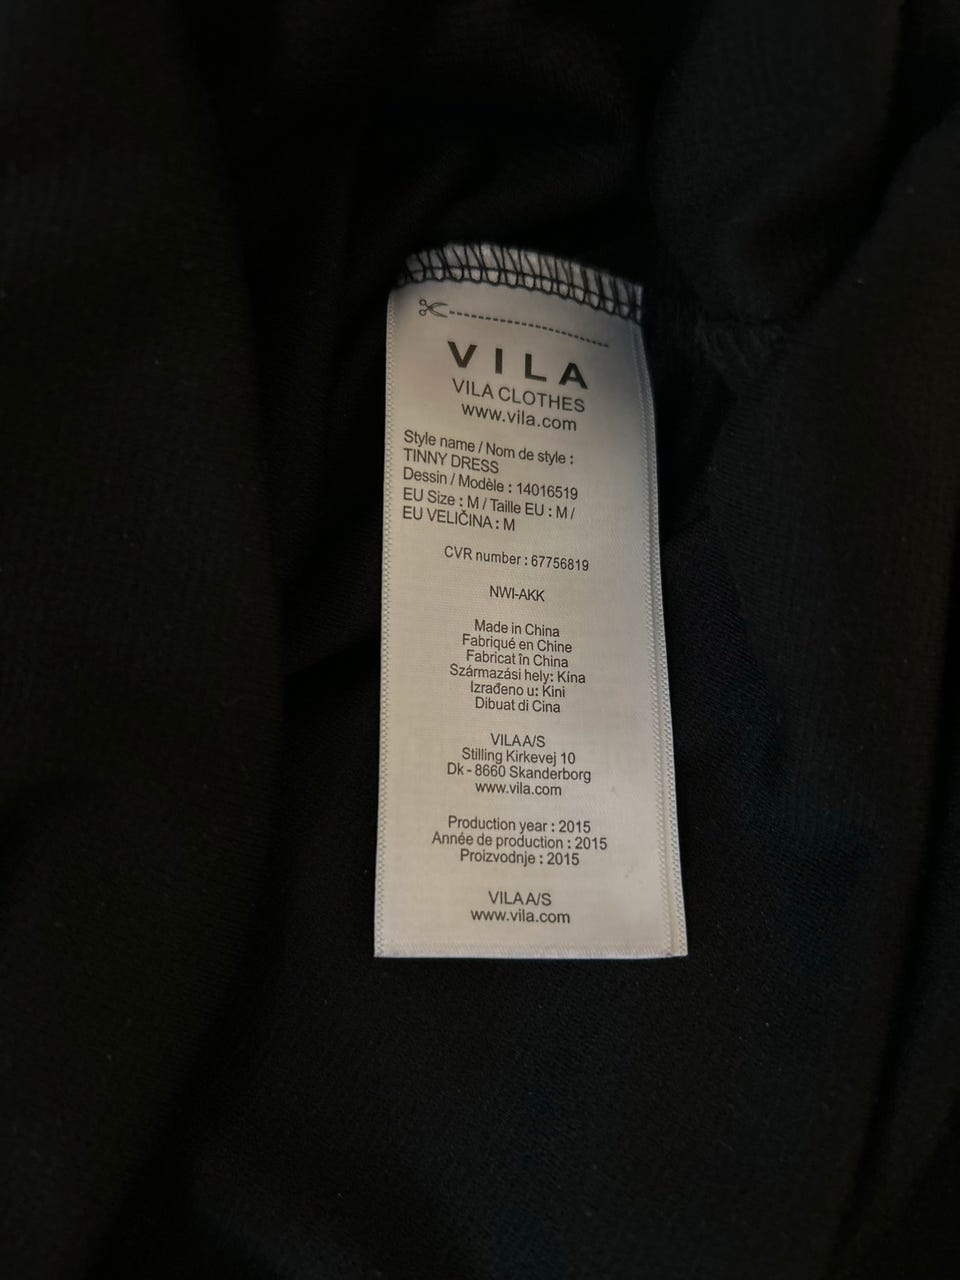 VILA
VILA CLOTHES
www.vila.com
Style name / Nom de style :
TINNY DRESS
Dessin / Modèle : 14016519
EU Size : M / Taille EU : M /
EU VELIČINA : M
CVR number : 67756819
NWI-AKK
Made in China
Fabriqué en Chine
Fabricat în China
Származási hely: Kína
Izrađeno u: Kini
Dibuat di Cina
VILA A/S
Stilling Kirkevej 10
Dk - 8660 Skanderborg
www.vila.com
Production year : 2015
Année de production : 2015
Proizvodnje : 2015
VILA A/S
www.vila.com